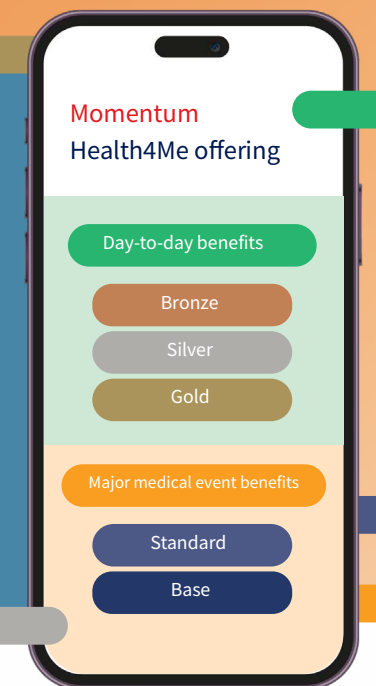 Momentum
Health4Me offering
Day-to-day benefits
Bronze
Silver
Gold
Major medical event benefits
Standard
Base